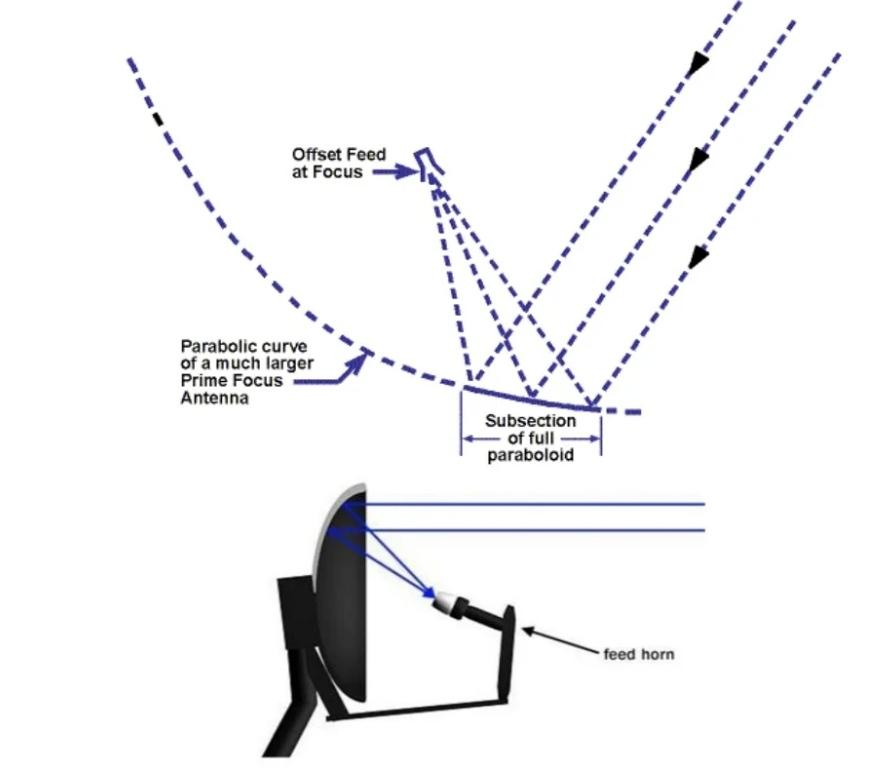 Offset Feed
at Focus
Parabolic curve
of a much larger
Prime Focus
Antenna
Subsection
of full
paraboloid
feed horn